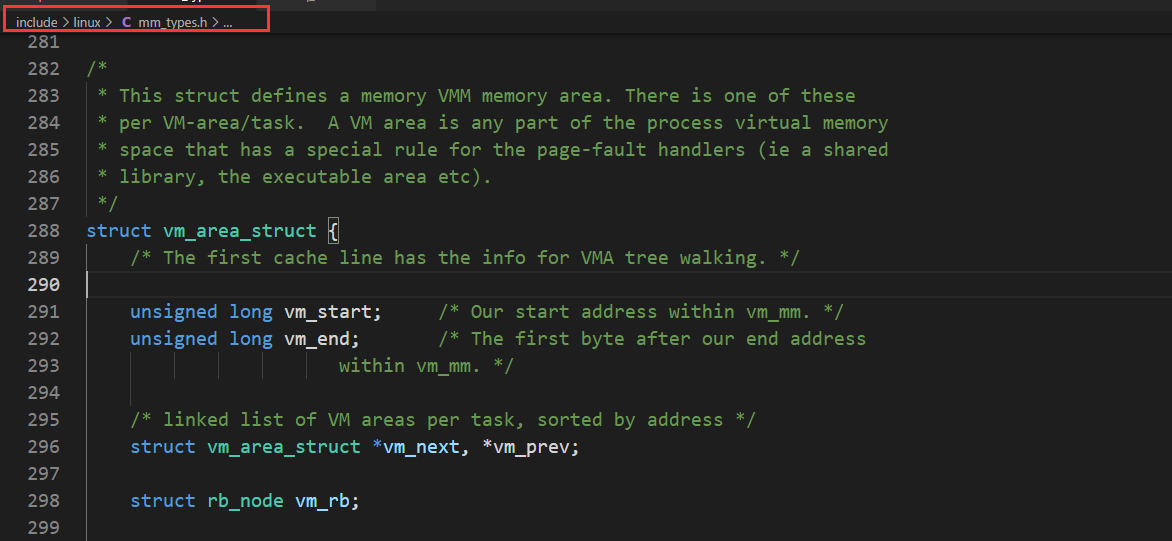 include > linux > C mm_types.h > ...
281
282 /*
283 * This struct defines a memory VMM memory area. There is one of these
284 * per VM-area/task.  A VM area is any part of the process virtual memory
285 * space that has a special rule for the page-fault handlers (ie a shared
286 * library, the executable area etc).
287 */
288 struct vm_area_struct {
289 /* The first cache line has the info for VMA tree walking. */
290
291 unsigned long vm_start; /* Our start address within vm_mm. */
292 unsigned long vm_end; /* The first byte after our end address
293 within vm_mm. */
294
295 /* linked list of VM areas per task, sorted by address */
296 struct vm_area_struct *vm_next, *vm_prev;
297
298 struct rb_node vm_rb;
299